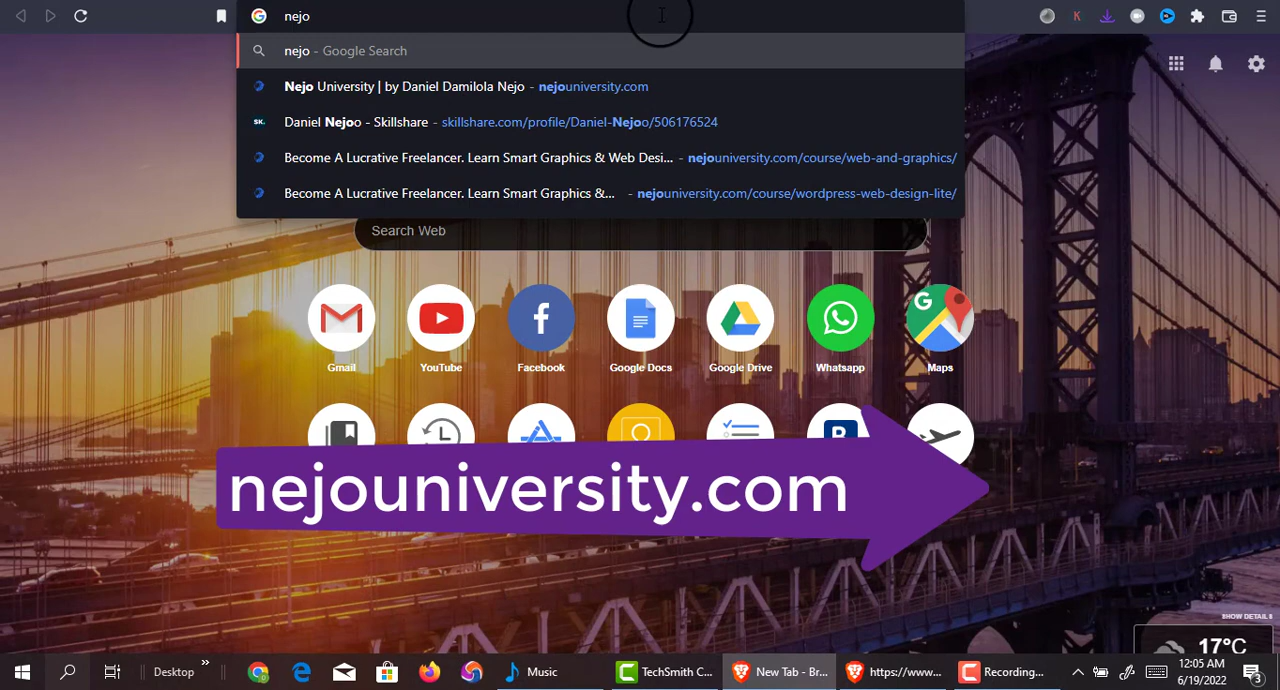 nejo
K
nejo - Google Search
Nejo University | by Daniel Damilola Nejo - nejouniversity.com
SK. Daniel Nejoo - Skillshare - skillshare.com/profile/Daniel-Nejoo/506176524
Become A Lucrative Freelancer. Learn Smart Graphics & Web Desi... - nejouniversity.com/course/web-and-graphics/
Become A Lucrative Freelancer. Learn Smart Graphics &... - nejouniversity.com/course/wordpress-web-design-lite/
Search Web
Gmail YouTube Facebook Google Docs Google Drive Whatsapp Maps
B
nejouniversity.com
SHOW DETAILS
17°C
Desktop » Music TechSmith C... New Tab - Br... https://www... Recording... 12:05 AM
6/19/2022 3